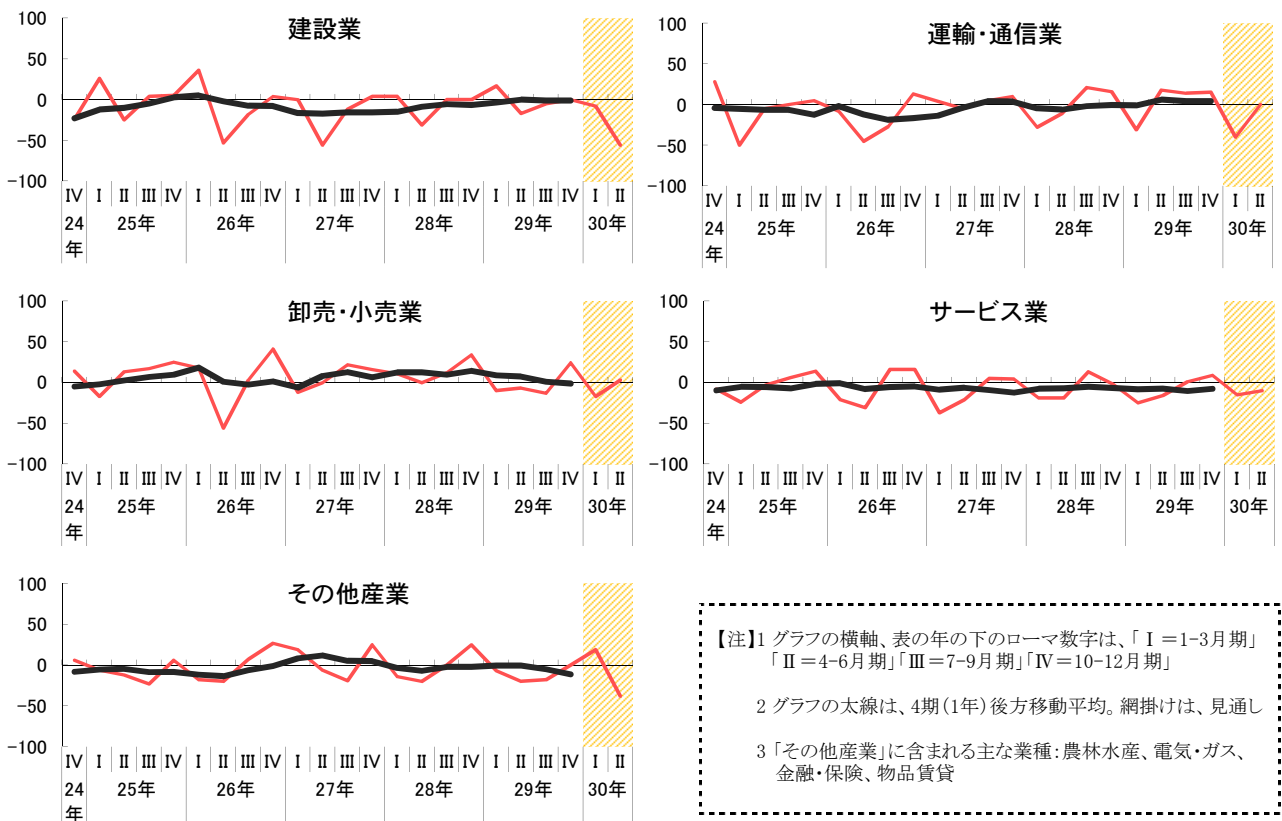 建設業
100
50
0
-50
-100
Ⅳ Ⅰ Ⅱ Ⅲ Ⅳ Ⅰ Ⅱ Ⅲ Ⅳ Ⅰ Ⅱ Ⅲ Ⅳ Ⅰ Ⅱ Ⅲ Ⅳ Ⅰ Ⅱ Ⅲ Ⅳ Ⅰ Ⅱ
24年 25年 26年 27年 28年 29年 30年
運輸・通信業
100
50
0
-50
-100
Ⅳ Ⅰ Ⅱ Ⅲ Ⅳ Ⅰ Ⅱ Ⅲ Ⅳ Ⅰ Ⅱ Ⅲ Ⅳ Ⅰ Ⅱ Ⅲ Ⅳ Ⅰ Ⅱ Ⅲ Ⅳ Ⅰ Ⅱ
24年 25年 26年 27年 28年 29年 30年
卸売・小売業
100
50
0
-50
-100
Ⅳ Ⅰ Ⅱ Ⅲ Ⅳ Ⅰ Ⅱ Ⅲ Ⅳ Ⅰ Ⅱ Ⅲ Ⅳ Ⅰ Ⅱ Ⅲ Ⅳ Ⅰ Ⅱ Ⅲ Ⅳ Ⅰ Ⅱ
24年 25年 26年 27年 28年 29年 30年
サービス業
100
50
0
-50
-100
Ⅳ Ⅰ Ⅱ Ⅲ Ⅳ Ⅰ Ⅱ Ⅲ Ⅳ Ⅰ Ⅱ Ⅲ Ⅳ Ⅰ Ⅱ Ⅲ Ⅳ Ⅰ Ⅱ Ⅲ Ⅳ Ⅰ Ⅱ
24年 25年 26年 27年 28年 29年 30年
その他産業
100
50
0
-50
-100
Ⅳ Ⅰ Ⅱ Ⅲ Ⅳ Ⅰ Ⅱ Ⅲ Ⅳ Ⅰ Ⅱ Ⅲ Ⅳ Ⅰ Ⅱ Ⅲ Ⅳ Ⅰ Ⅱ Ⅲ Ⅳ Ⅰ Ⅱ
24年 25年 26年 27年 28年 29年 30年
【注】1 グラフの横軸、表の年の下のローマ数字は、「Ⅰ=1-3月期」
「Ⅱ=4-6月期」「Ⅲ=7-9月期」「Ⅳ=10-12月期」
2 グラフの太線は、4期(1年)後方移動平均。網掛けは、見通し
3 「その他産業」に含まれる主な業種:農林水産、電気・ガス、
金融・保険、物品賃貸